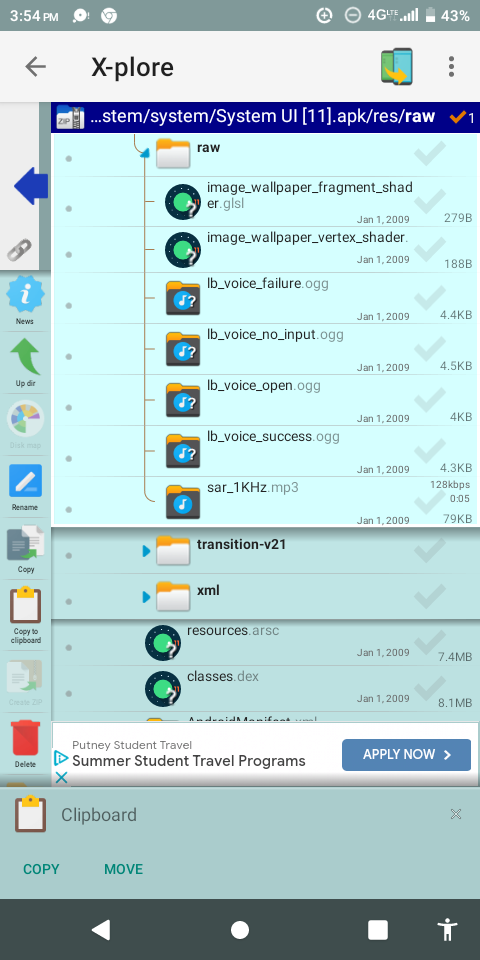 3:54 PM
4G LTE 43%
X-plore
ZIP …stem/system/System UI [11].apk/res/raw 1
raw
image_wallpaper_fragment_shad
er.glsl
Jan 1, 2009 279B
image_wallpaper_vertex_shader.
Jan 1, 2009 188B
lb_voice_failure.ogg
Jan 1, 2009 4.4KB
lb_voice_no_input.ogg
Jan 1, 2009 4.5KB
lb_voice_open.ogg
Jan 1, 2009 4KB
lb_voice_success.ogg
Jan 1, 2009 4.3KB
sar_1KHz.mp3
128kbps
0:05
Jan 1, 2009 79KB
transition-v21
xml
resources.arsc
Jan 1, 2009 7.4MB
classes.dex
Jan 1, 2009 8.1MB
AndroidManifest.xml
News
Up dir
Disk map
Rename
Copy
Copy to
clipboard
Create ZIP
Delete
Putney Student Travel
Summer Student Travel Programs
APPLY NOW
Clipboard
COPY MOVE